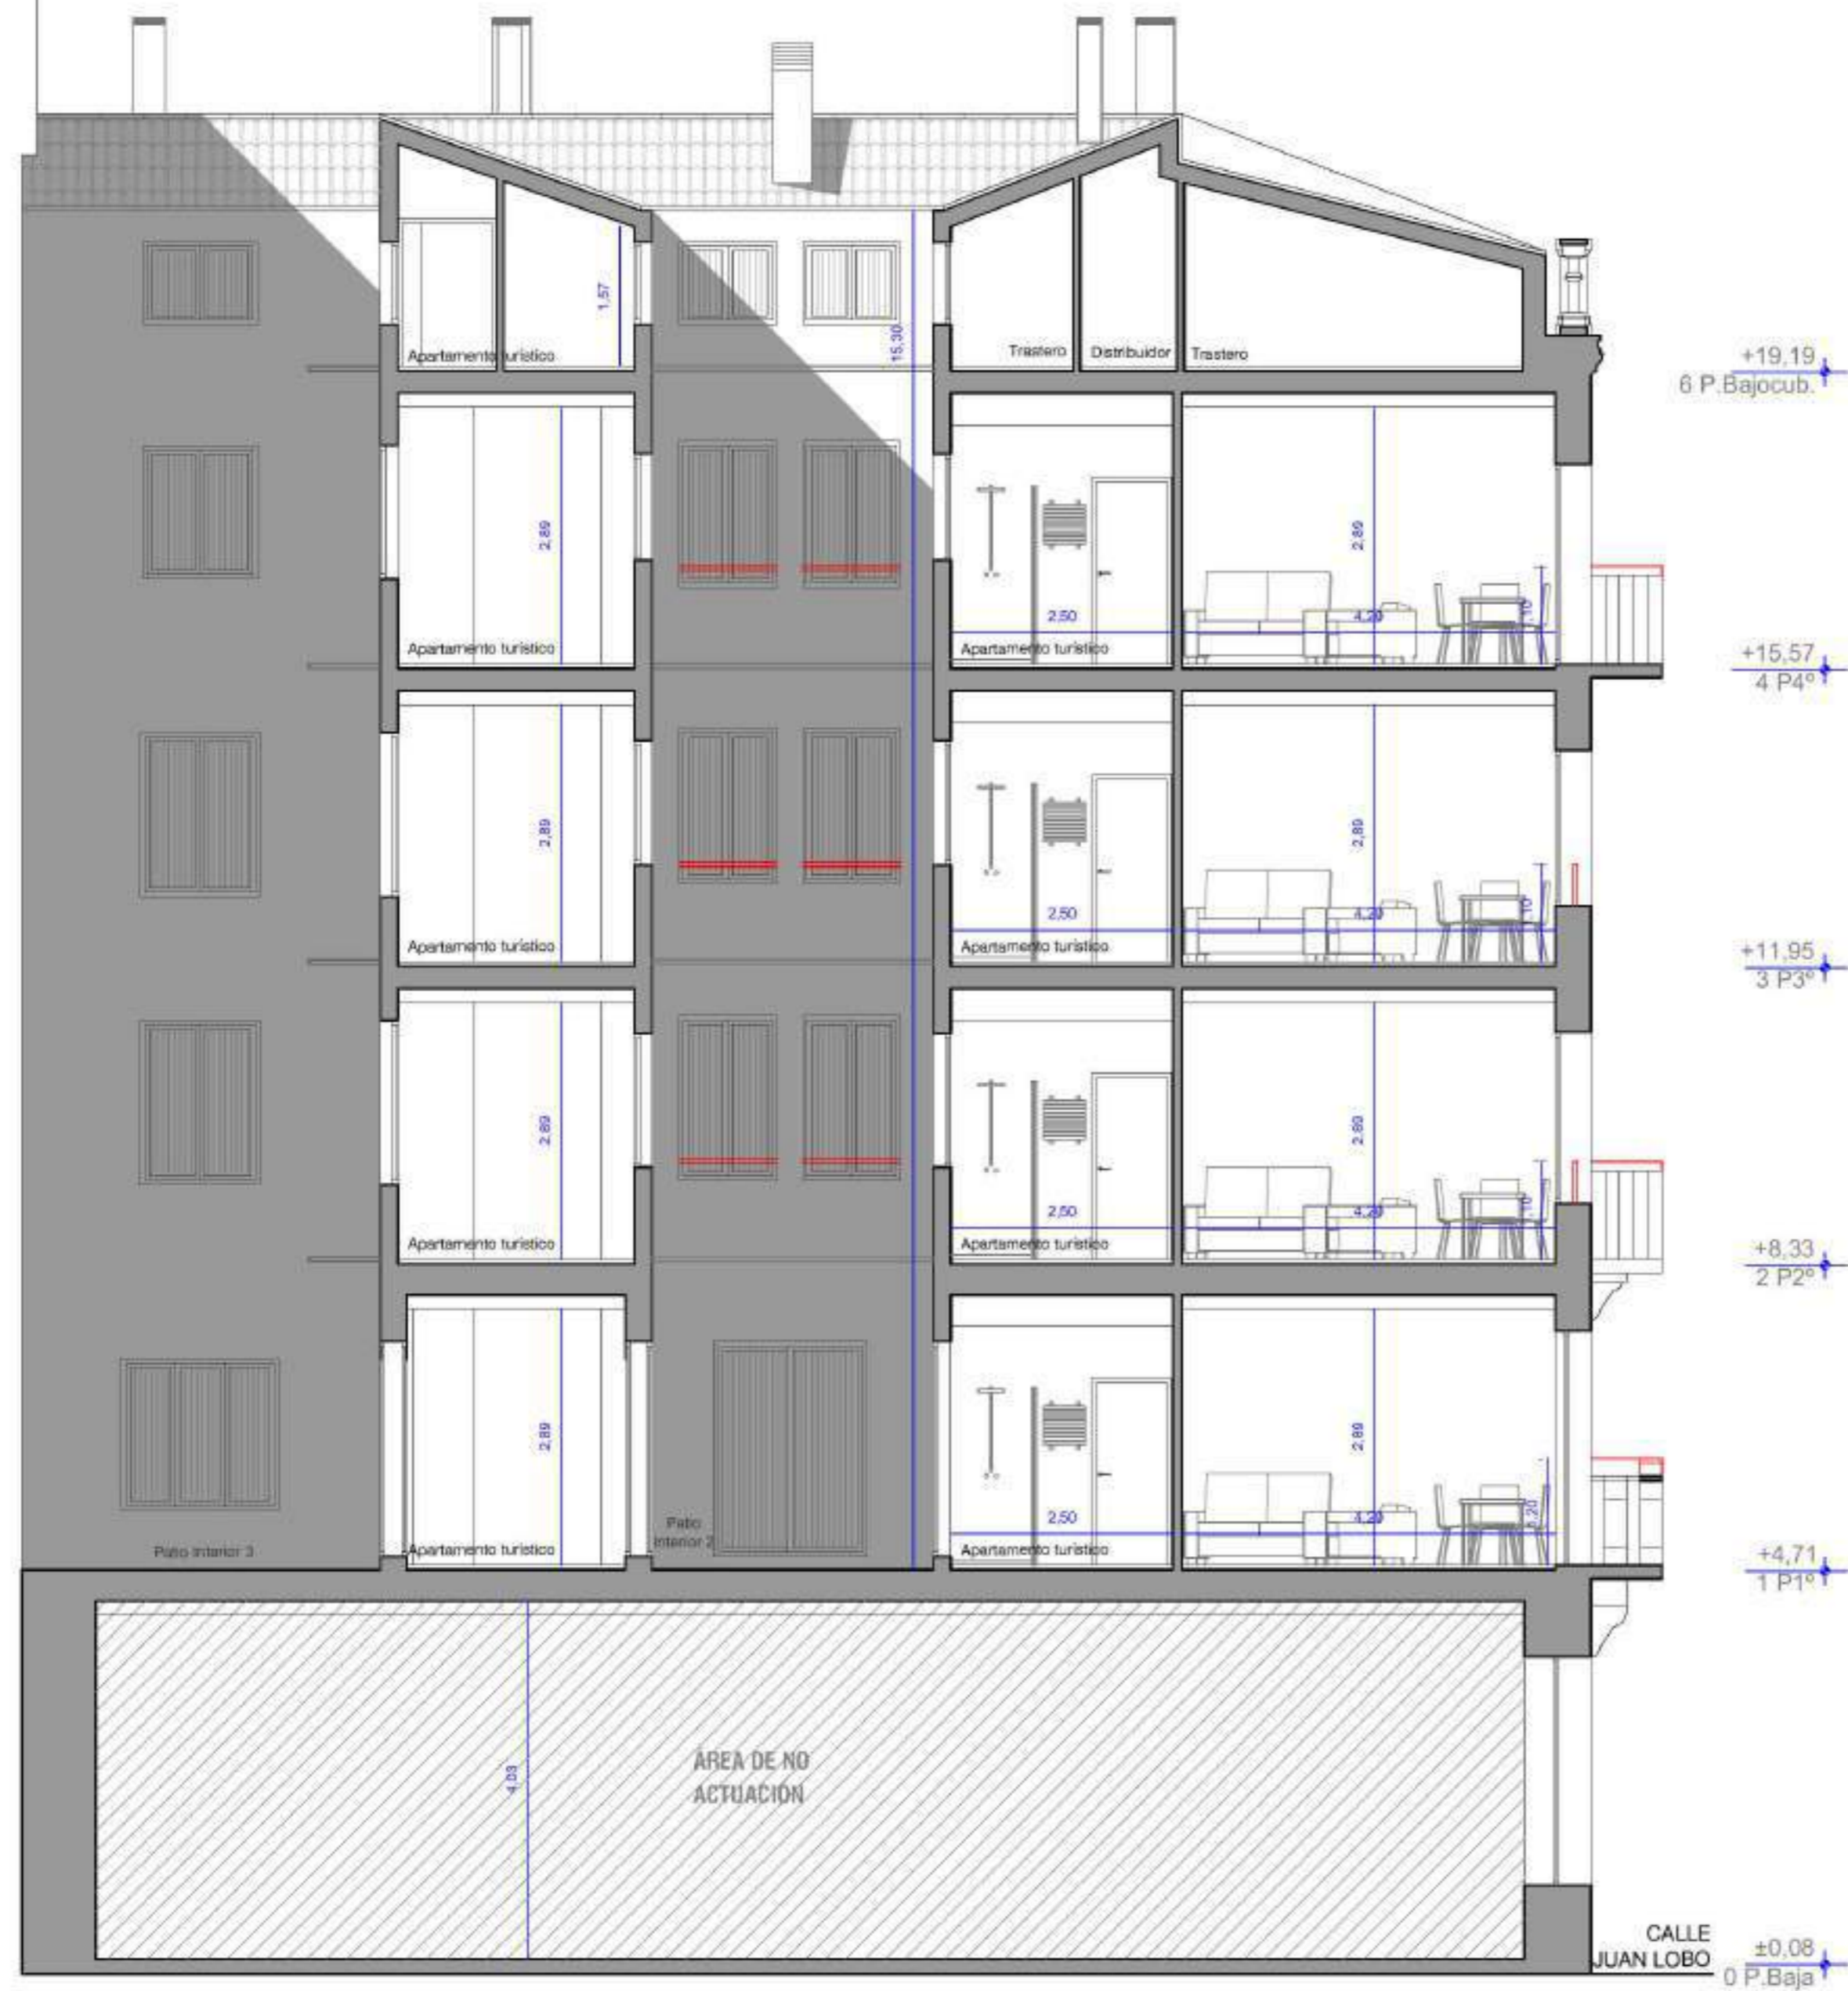 1,57
15,30
Apartamento turístico
Trastero
Distribuidor
Trastero
+19,19
6 P.Bajocub.
2,89
2,89
2,50
4,20
Apartamento turístico
Apartamento turístico
+15,57
4 P4º
2,89
2,89
2,50
4,20
Apartamento turístico
Apartamento turístico
+11,95
3 P3º
2,89
2,89
2,50
4,20
Apartamento turístico
Apartamento turístico
+8,33
2 P2º
2,89
2,89
2,50
4,20
Patio Interior 3
Apartamento turístico
Patio
Interior 2
Apartamento turístico
+4,71
1 P1º
4,03
ÁREA DE NO
ACTUACIÓN
CALLE
JUAN LOBO
±0,08
0 P.Baja